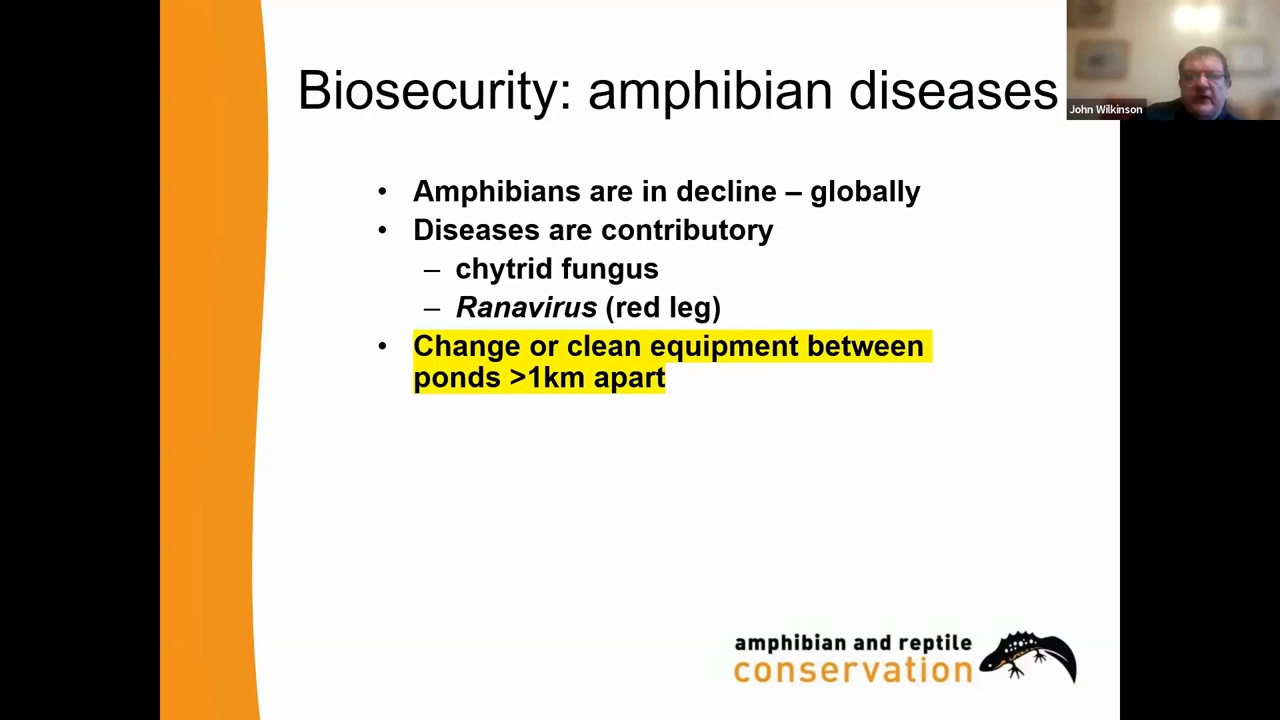 Biosecurity: amphibian diseases
John Wilkinson
• Amphibians are in decline – globally
• Diseases are contributory
– chytrid fungus
– Ranavirus (red leg)
• Change or clean equipment between
ponds >1km apart
amphibian and reptile
conservation